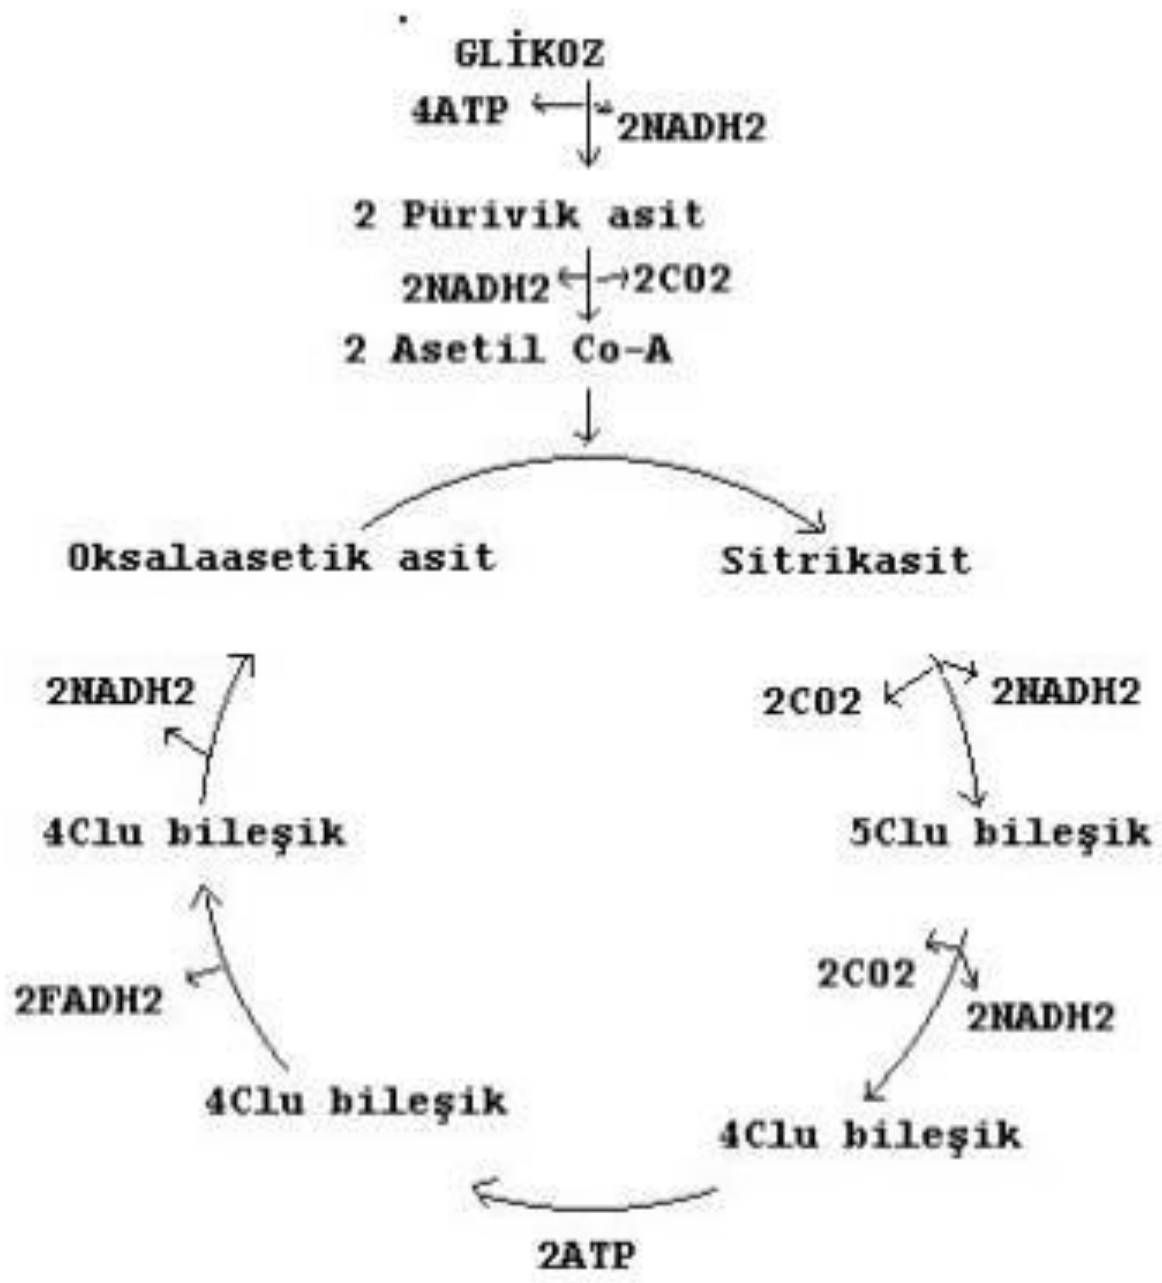 GLİKOZ
4ATP
2NADH2
2 Pürivik asit
2NADH2
2CO2
2 Asetil Co-A
Oksalaasetik asit
Sitrikasit
2NADH2
2CO2
2NADH2
4Clu bileşik
5Clu bileşik
2FADH2
2CO2
2NADH2
4Clu bileşik
4Clu bileşik
2ATP